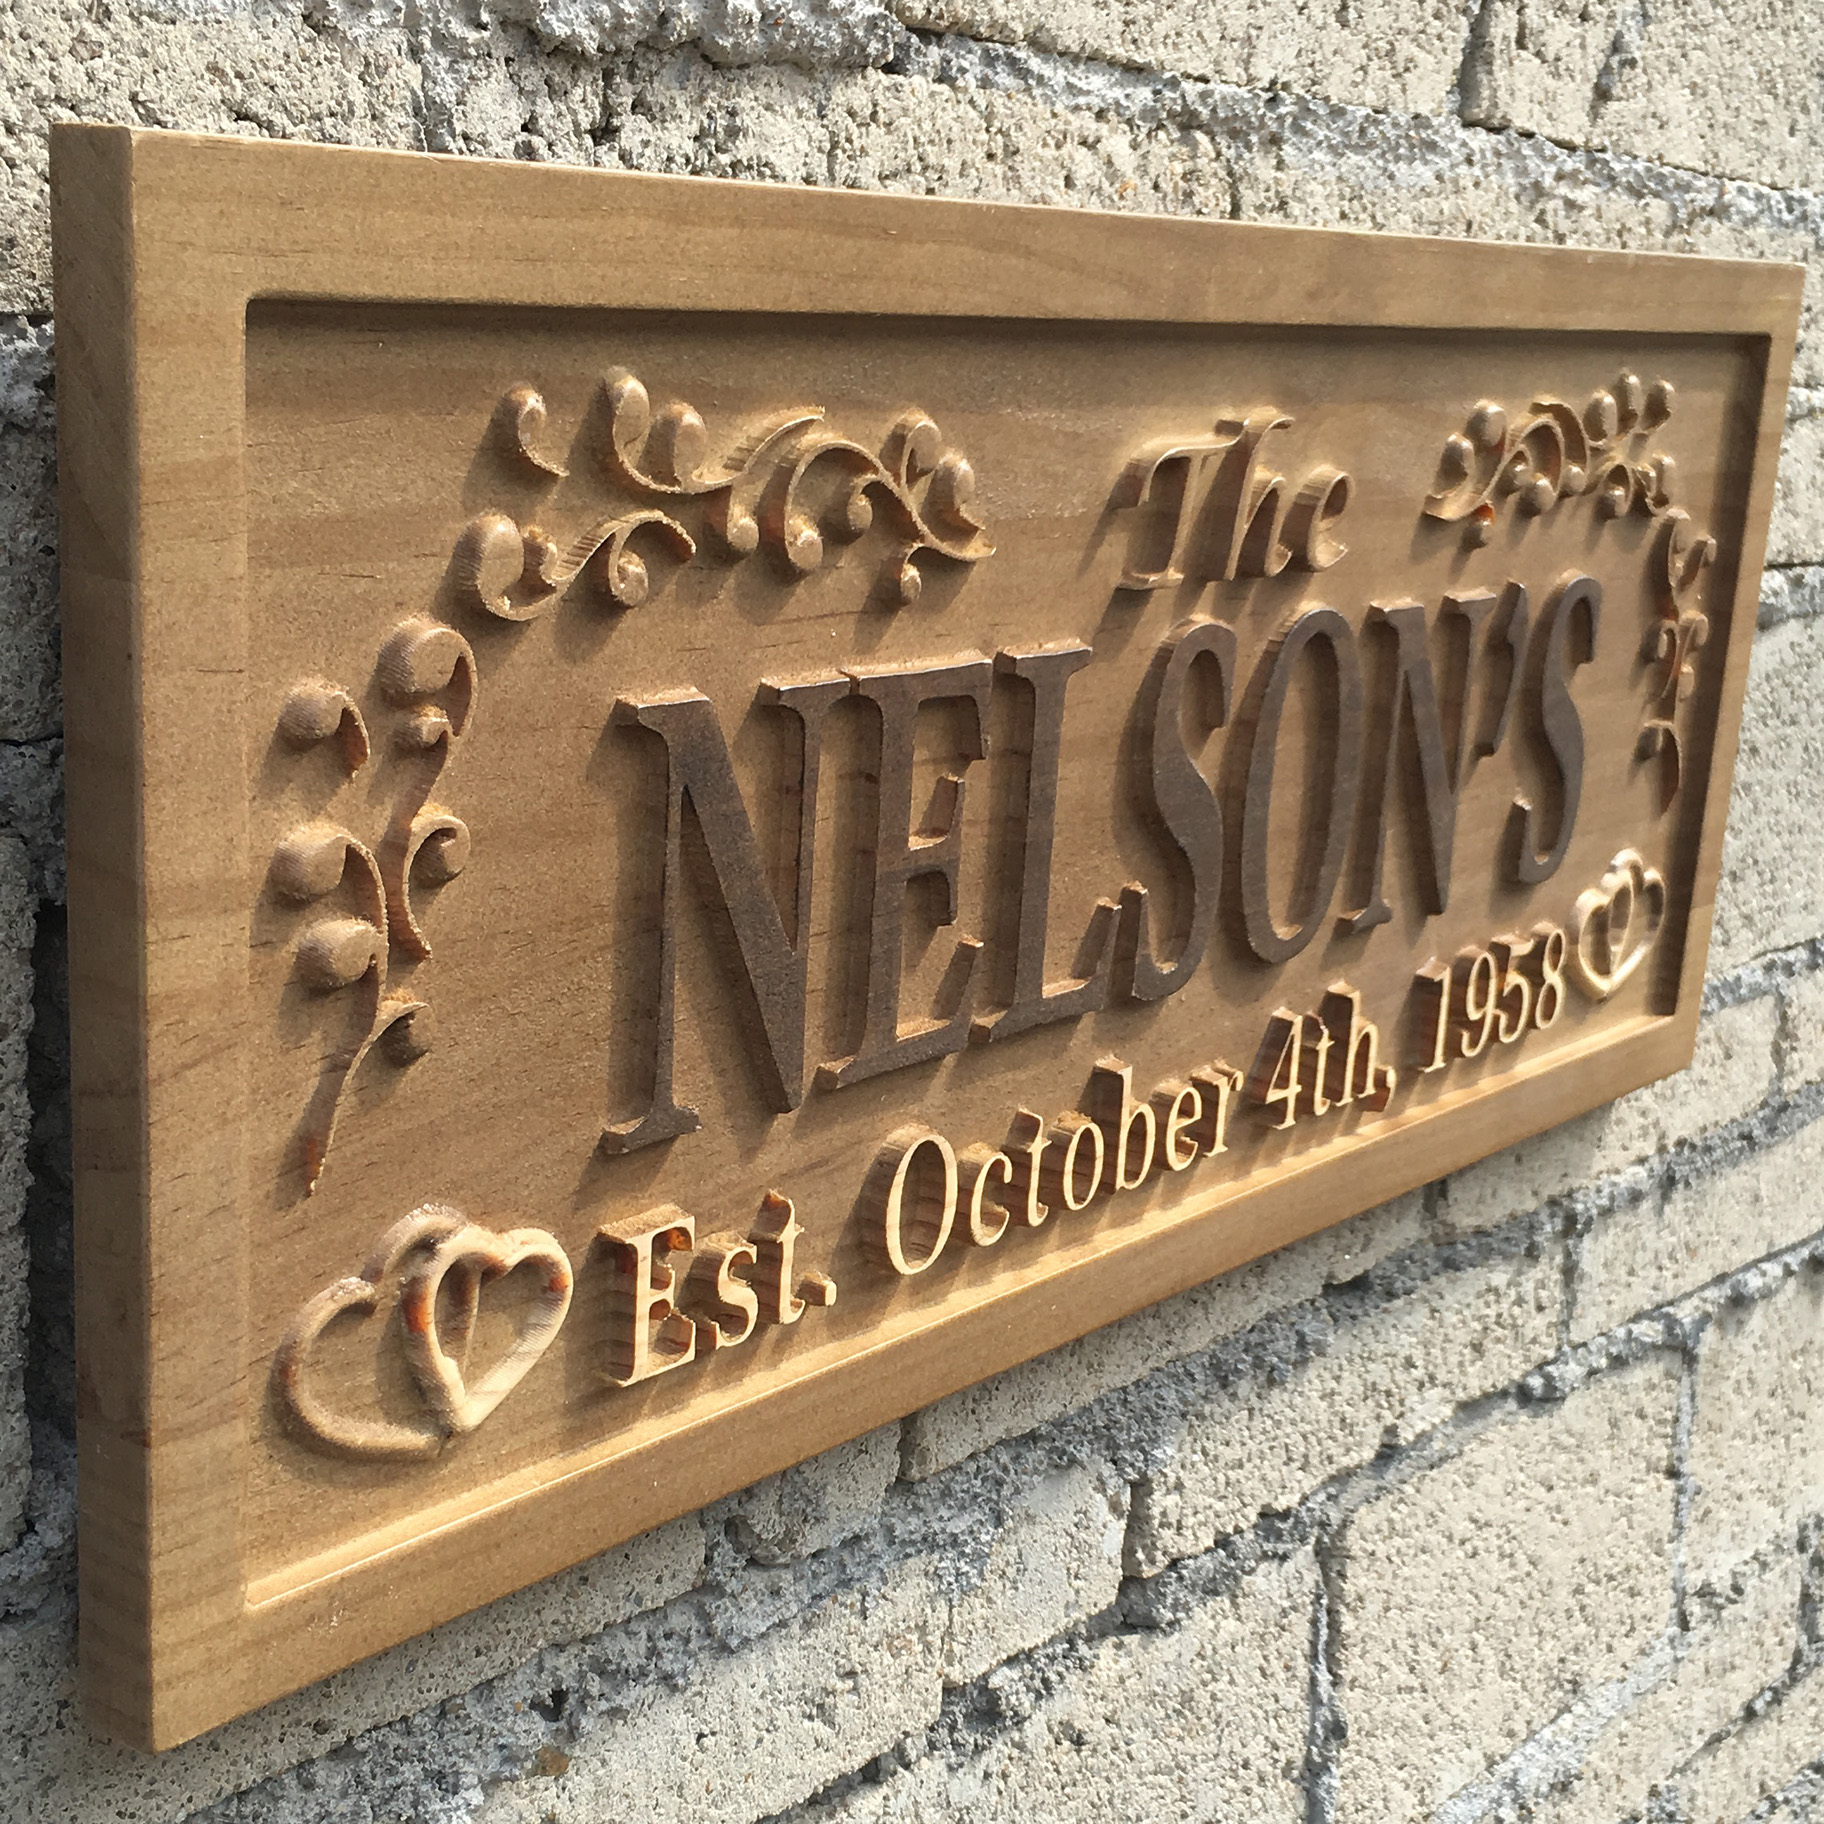 The
NELSON'S
Est. October 4th, 1958